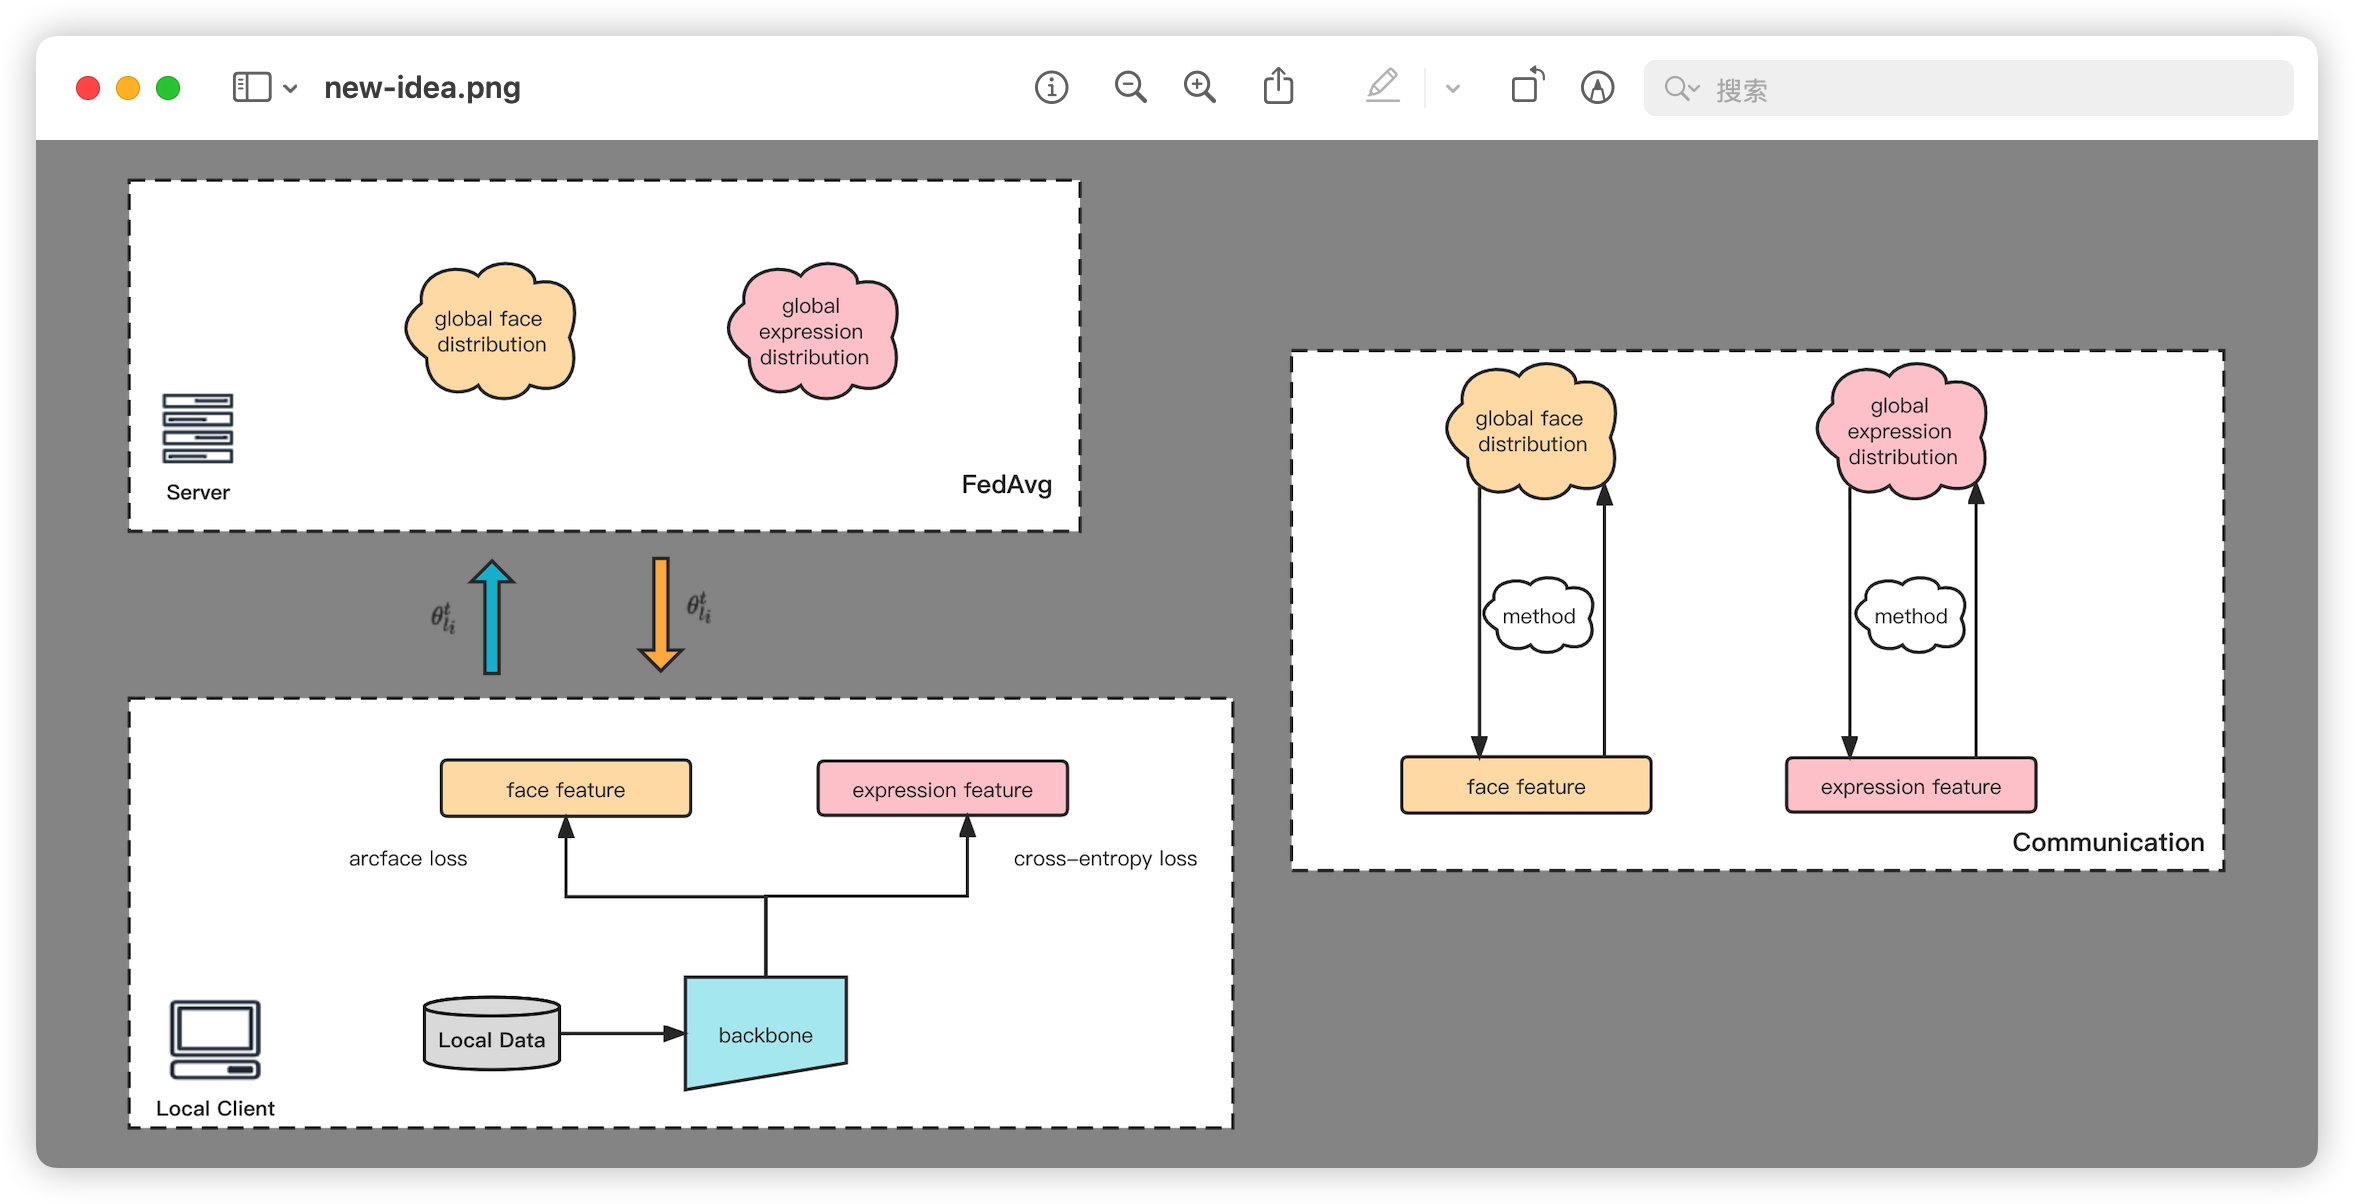 new-idea.png
搜索
global face
distribution
global
expression
distribution
Server
FedAvg
θ^t_{l_i}
θ^t_{l_i}
face feature
expression feature
arcface loss
cross-entropy loss
Local Data
backbone
Local Client
global face
distribution
global
expression
distribution
method
method
face feature
expression feature
Communication